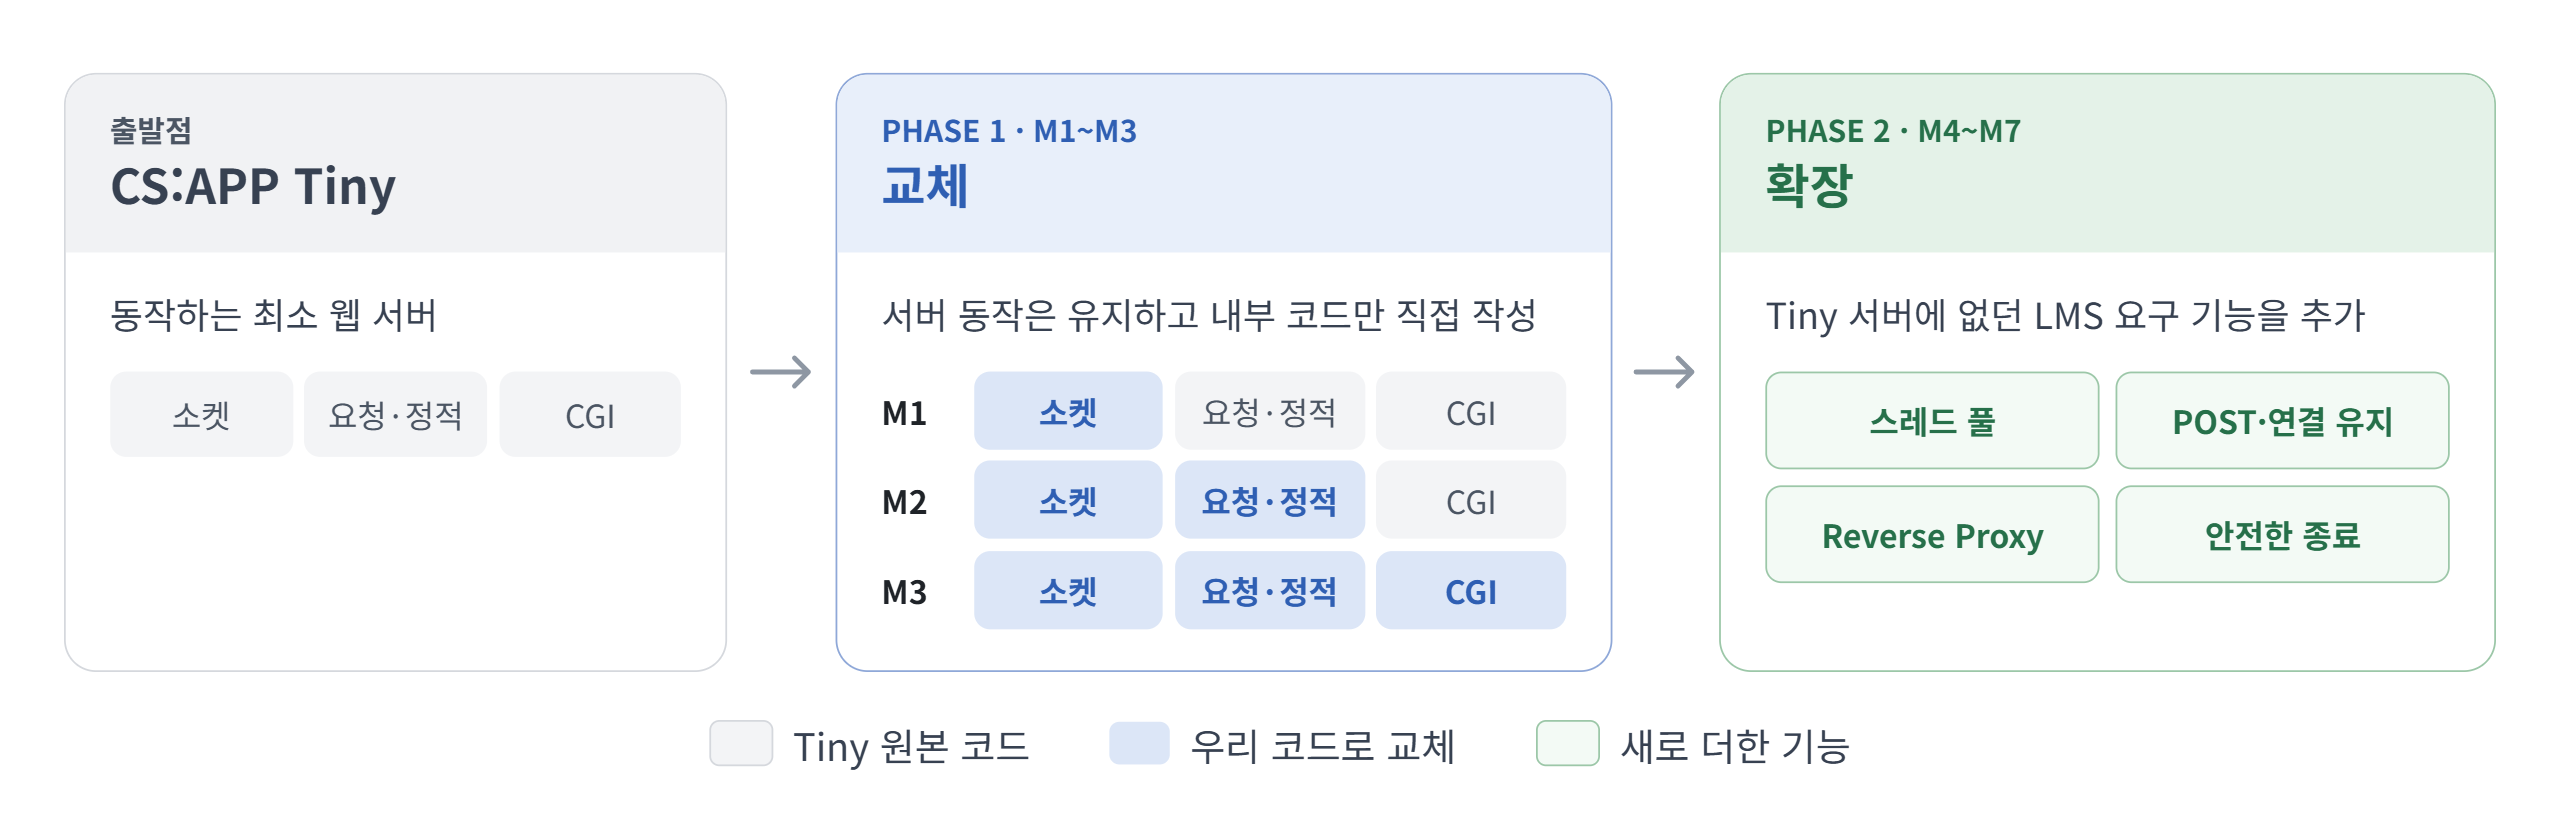 출발점
CS:APP Tiny
동작하는 최소 웹 서버
소켓 요청·정적 CGI
PHASE 1 · M1~M3
교체
서버 동작은 유지하고 내부 코드만 직접 작성
M1 소켓 요청·정적 CGI
M2 소켓 요청·정적 CGI
M3 소켓 요청·정적 CGI
PHASE 2 · M4~M7
확장
Tiny 서버에 없던 LMS 요구 기능을 추가
스레드 풀 POST·연결 유지
Reverse Proxy 안전한 종료
Tiny 원본 코드 우리 코드로 교체 새로 더한 기능